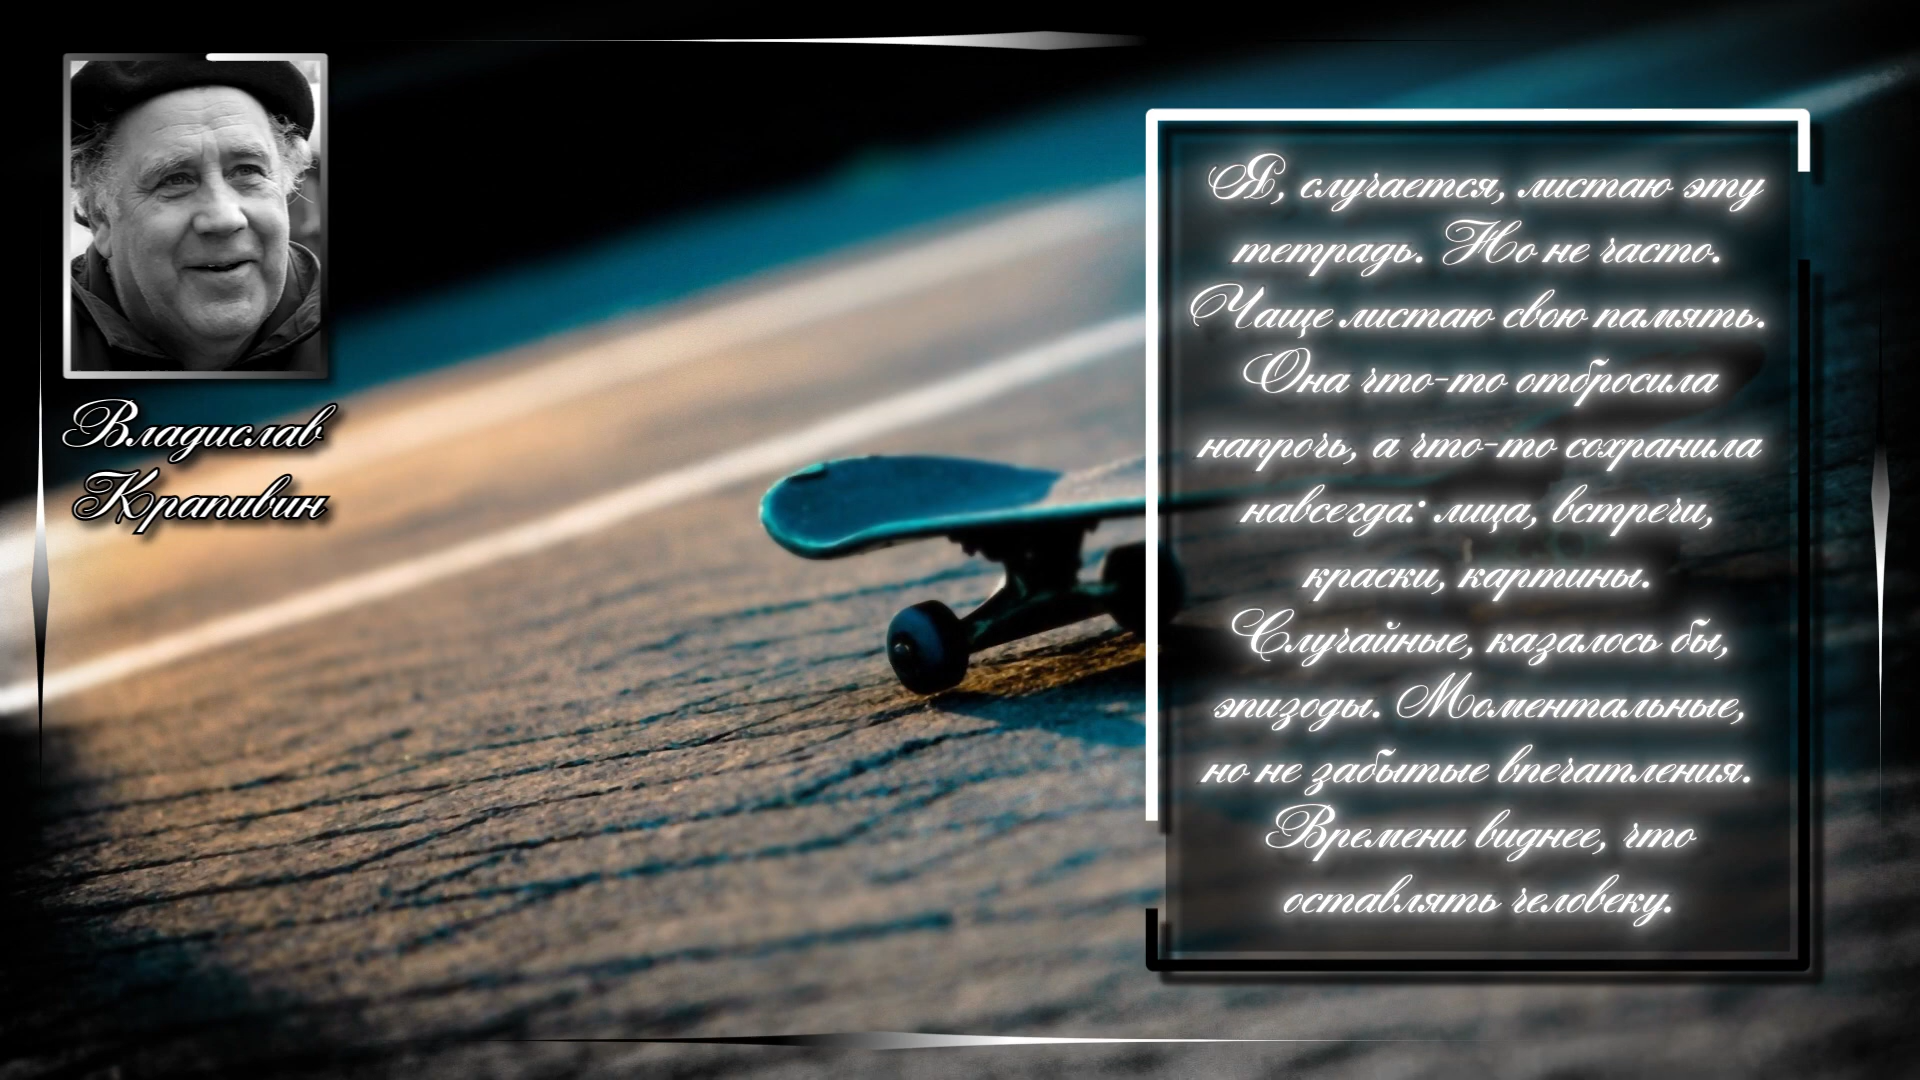 Владислав
Крапивин
Я, случается, листаю эту
тетрадь. Но не часто.
Чаще листаю свою память.
Она что-то отбросила
напрочь, а что-то сохранила
навсегда: лица, встречи,
краски, картины.
Случайные, казалось бы,
эпизоды. Моментальные,
но не забытые впечатления.
Времени виднее, что
оставлять человеку.